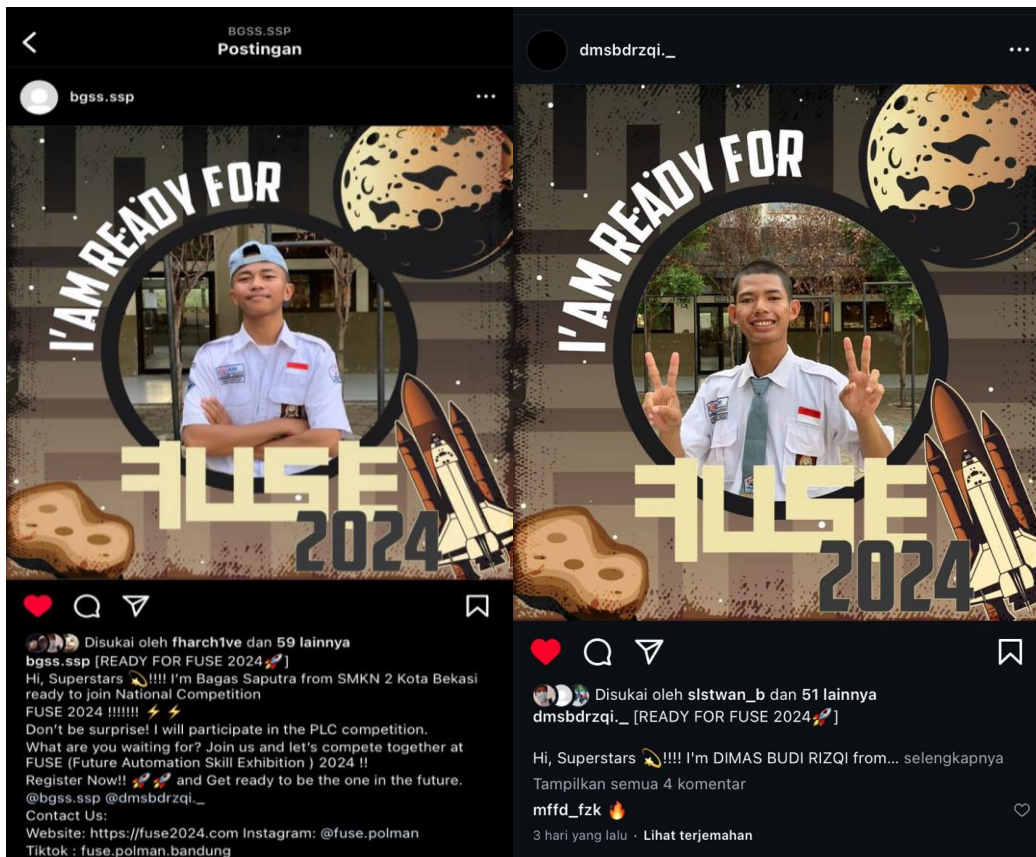 BGSS.SSP
Postingan
bgss.ssp
I'AM READY FOR
FUSE
2024
Disukai oleh fharch1ve dan 59 lainnya
bgss.ssp [READY FOR FUSE 2024🚀]
Hi, Superstars 💫!!!! I'm Bagas Saputra from SMKN 2 Kota Bekasi
ready to join National Competition
FUSE 2024 !!!!!!! ⚡⚡
Don't be surprise! I will participate in the PLC competition.
What are you waiting for? Join us and let's compete together at
FUSE (Future Automation Skill Exhibition ) 2024 !!
Register Now!! 🚀🚀 and Get ready to be the one in the future.
@bgss.ssp @dmsbdrzqi._
Contact Us:
Website: https://fuse2024.com Instagram: @fuse.polman
Tiktok : fuse.polman.bandung
dmsbdrzqi._
I'AM READY FOR
FUSE
2024
Disukai oleh slstwan_b dan 51 lainnya
dmsbdrzqi._ [READY FOR FUSE 2024🚀]
Hi, Superstars 💫!!!! I'm DIMAS BUDI RIZQI from... selengkapnya
Tampilkan semua 4 komentar
mffd_fzk 🔥
3 hari yang lalu · Lihat terjemahan